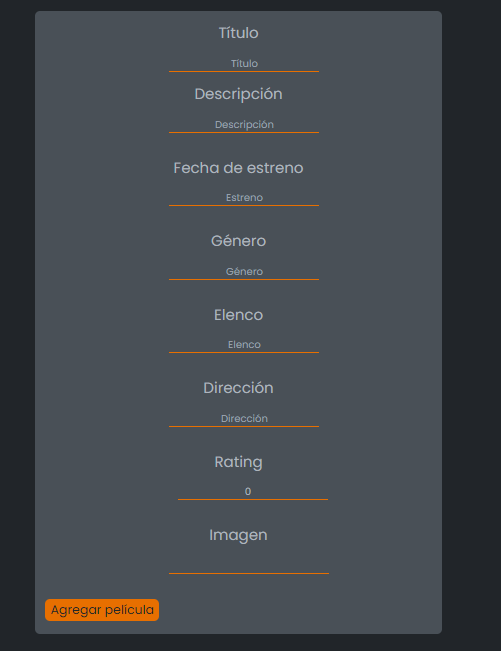 Título
Título
Descripción
Descripción
Fecha de estreno
Estreno
Género
Género
Elenco
Elenco
Dirección
Dirección
Rating
0
Imagen
Agregar película